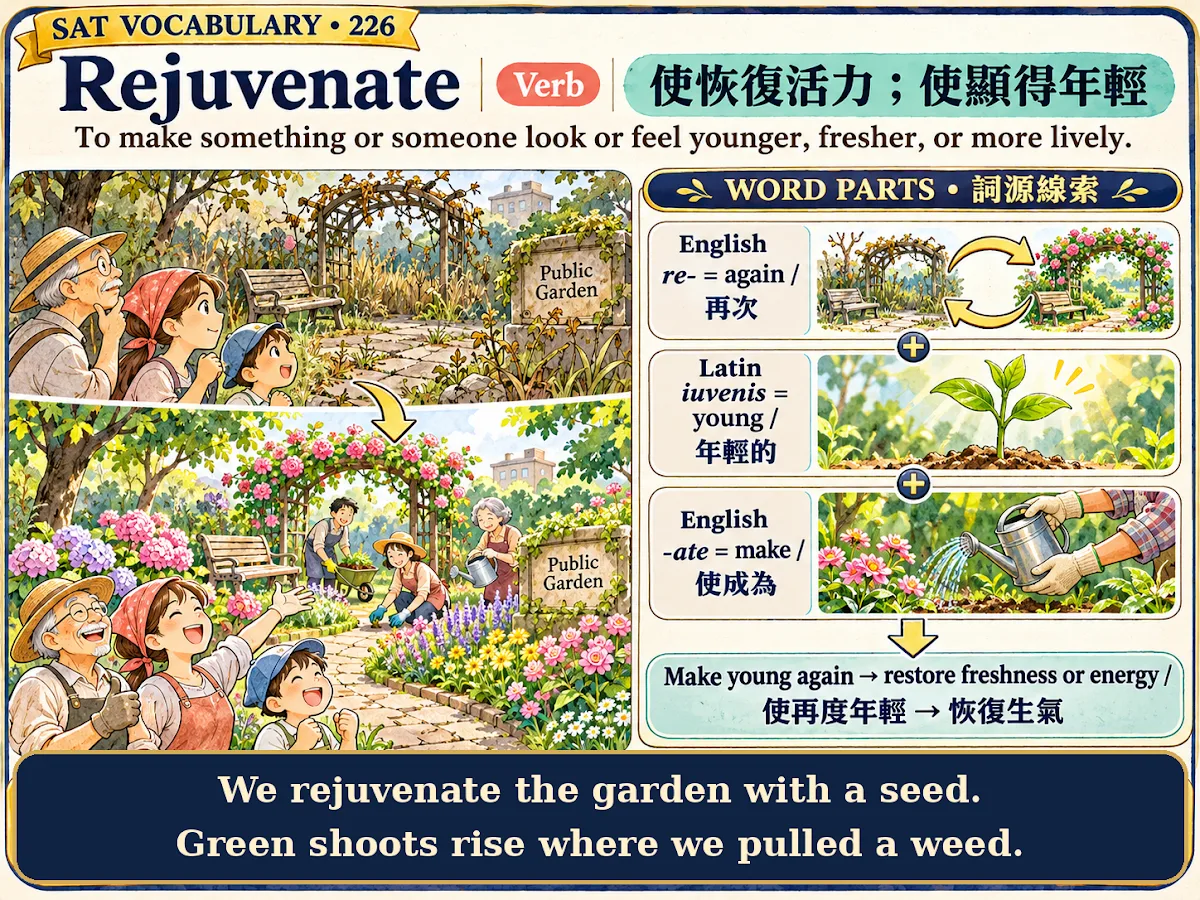 SAT VOCABULARY • 226
Rejuvenate
Verb
使恢復活力；使顯得年輕
To make something or someone look or feel younger, fresher, or more lively.
Public
Garden
Public
Garden
WORD PARTS • 詞源線索
English
re- = again /
再次
Latin
iuvenis =
young /
年輕的
English
-ate = make /
使成為
Make young again → restore freshness or energy /
使再度年輕 → 恢復生氣
We rejuvenate the garden with a seed.
Green shoots rise where we pulled a weed.